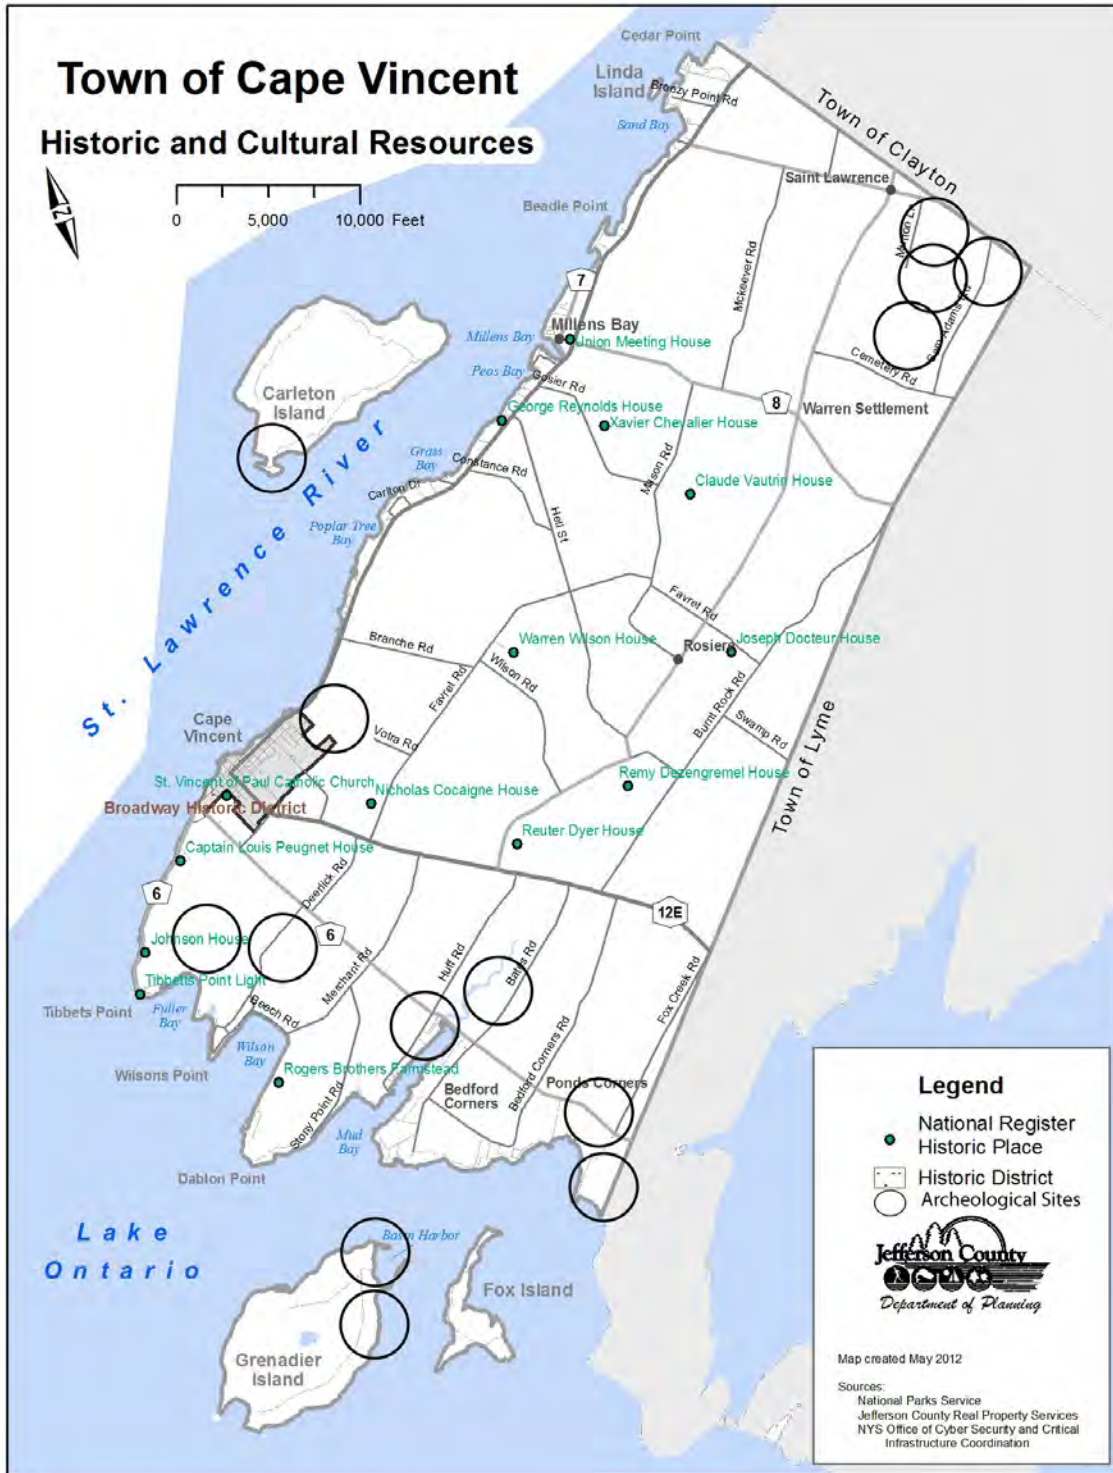 Town of Cape Vincent
Historic and Cultural Resources
N
0 5,000 10,000 Feet
Cedar Point
Linda
Island
Broozy Point Rd
Sand Bay
Town of Clayton
Saint Lawrence
Beadle Point
Mckeever Rd
7
Millens Bay
Millens Bay
Union Meeting House
Peos Bay
Gosier Rd
Sam Adams Rd
Cemetery Rd
Carleton
Island
George Reynolds House
8
Warren Settlement
Xavier Chevalier House
Grass
Bay
Constance Rd
Mason Rd
Carlton Dr
Claude Vautrin House
Hell St
Poplar Tree
Bay
St. Lawrence River
Favret Rd
Branche Rd
Warren Wilson House
Rosiere
Joseph Docteur House
Wilson Rd
Favret Rd
Burnt Rock Rd
Swamp Rd
Town of Lyme
Cape
Vincent
Votra Rd
St. Vincent of Paul Catholic Church
Nicholas Cocaigne House
Remy Dezengremel House
Broadway Historic District
Reuter Dyer House
Captain Louis Peugnet House
Deerlick Rd
6
12E
6
Johnson House
Merchant Rd
Huff Rd
Bates Rd
Fox Creek Rd
Tibbetts Point Light
Tibbets Point
Fuller
Bay
Beech Rd
Wilson
Bay
Wilsons Point
Rogers Brothers Farmstead
Bedford
Corners
Bedford Corners Rd
Ponds Corners
Stony Point Rd
Mud
Bay
Dablon Point
Lake
Ontario
Basin Harbor
Fox Island
Grenadier
Island
Legend
National Register
Historic Place
Historic District
Archeological Sites
Jefferson County
Department of Planning
Map created May 2012
Sources:
National Parks Service
Jefferson County Real Property Services
NYS Office of Cyber Security and Critical
Infrastructure Coordination